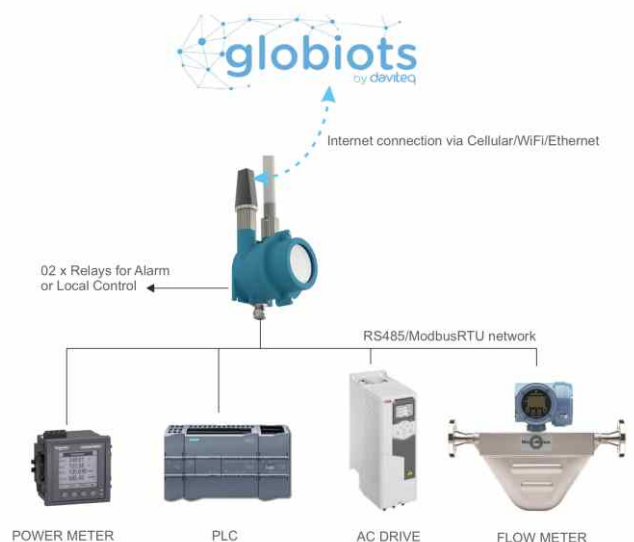 globiots
by daviteq
Internet connection via Cellular/WiFi/Ethernet
02 x Relays for Alarm
or Local Control
RS485/ModbusRTU network
POWER METER
PLC
AC DRIVE
FLOW METER